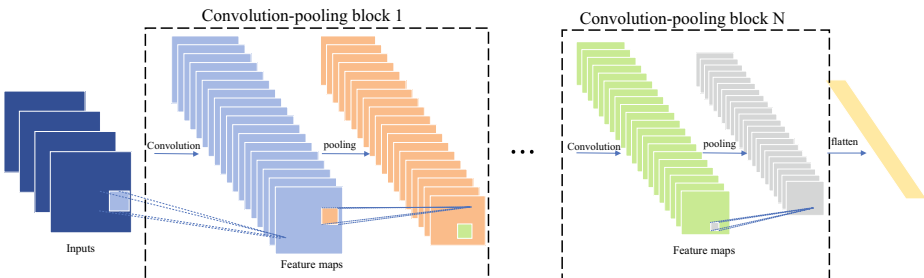 Convolution-pooling block 1
Convolution-pooling block N
Convolution
pooling
...
Convolution
pooling
flatten
Inputs
Feature maps
Feature maps